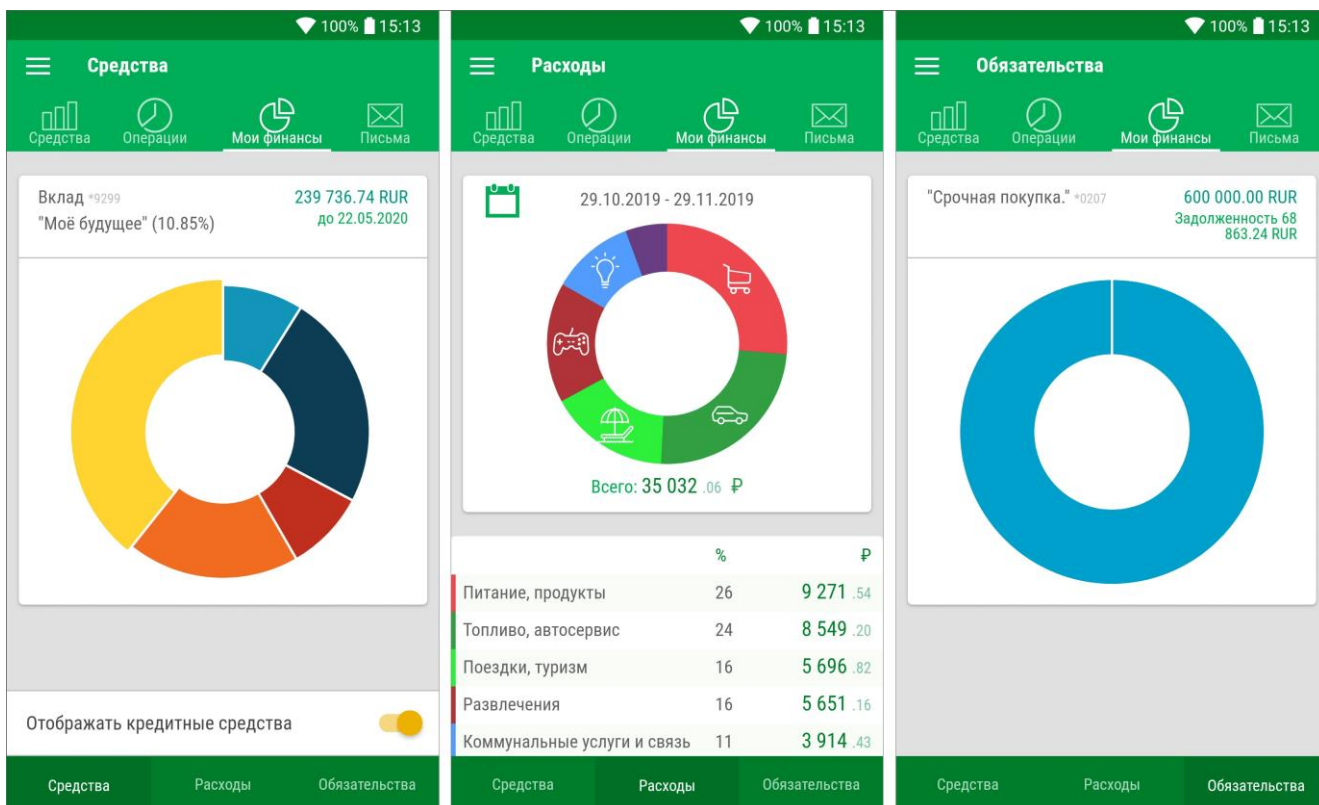 100% 15:13
Средства
Средства Операции Мои финансы Письма
Вклад *9299 239 736.74 RUR
"Моё будущее" (10.85%) до 22.05.2020
Отображать кредитные средства
Средства Расходы Обязательства
100% 15:13
Расходы
Средства Операции Мои финансы Письма
29.10.2019 - 29.11.2019
Всего: 35 032 .06 ₽
% ₽
Питание, продукты 26 9 271 .54
Топливо, автосервис 24 8 549 .20
Поездки, туризм 16 5 696 .82
Развлечения 16 5 651 .16
Коммунальные услуги и связь 11 3 914 .43
Средства Расходы Обязательства
100% 15:13
Обязательства
Средства Операции Мои финансы Письма
"Срочная покупка." *0207 600 000.00 RUR
Задолженность 68
863.24 RUR
Средства Расходы Обязательства